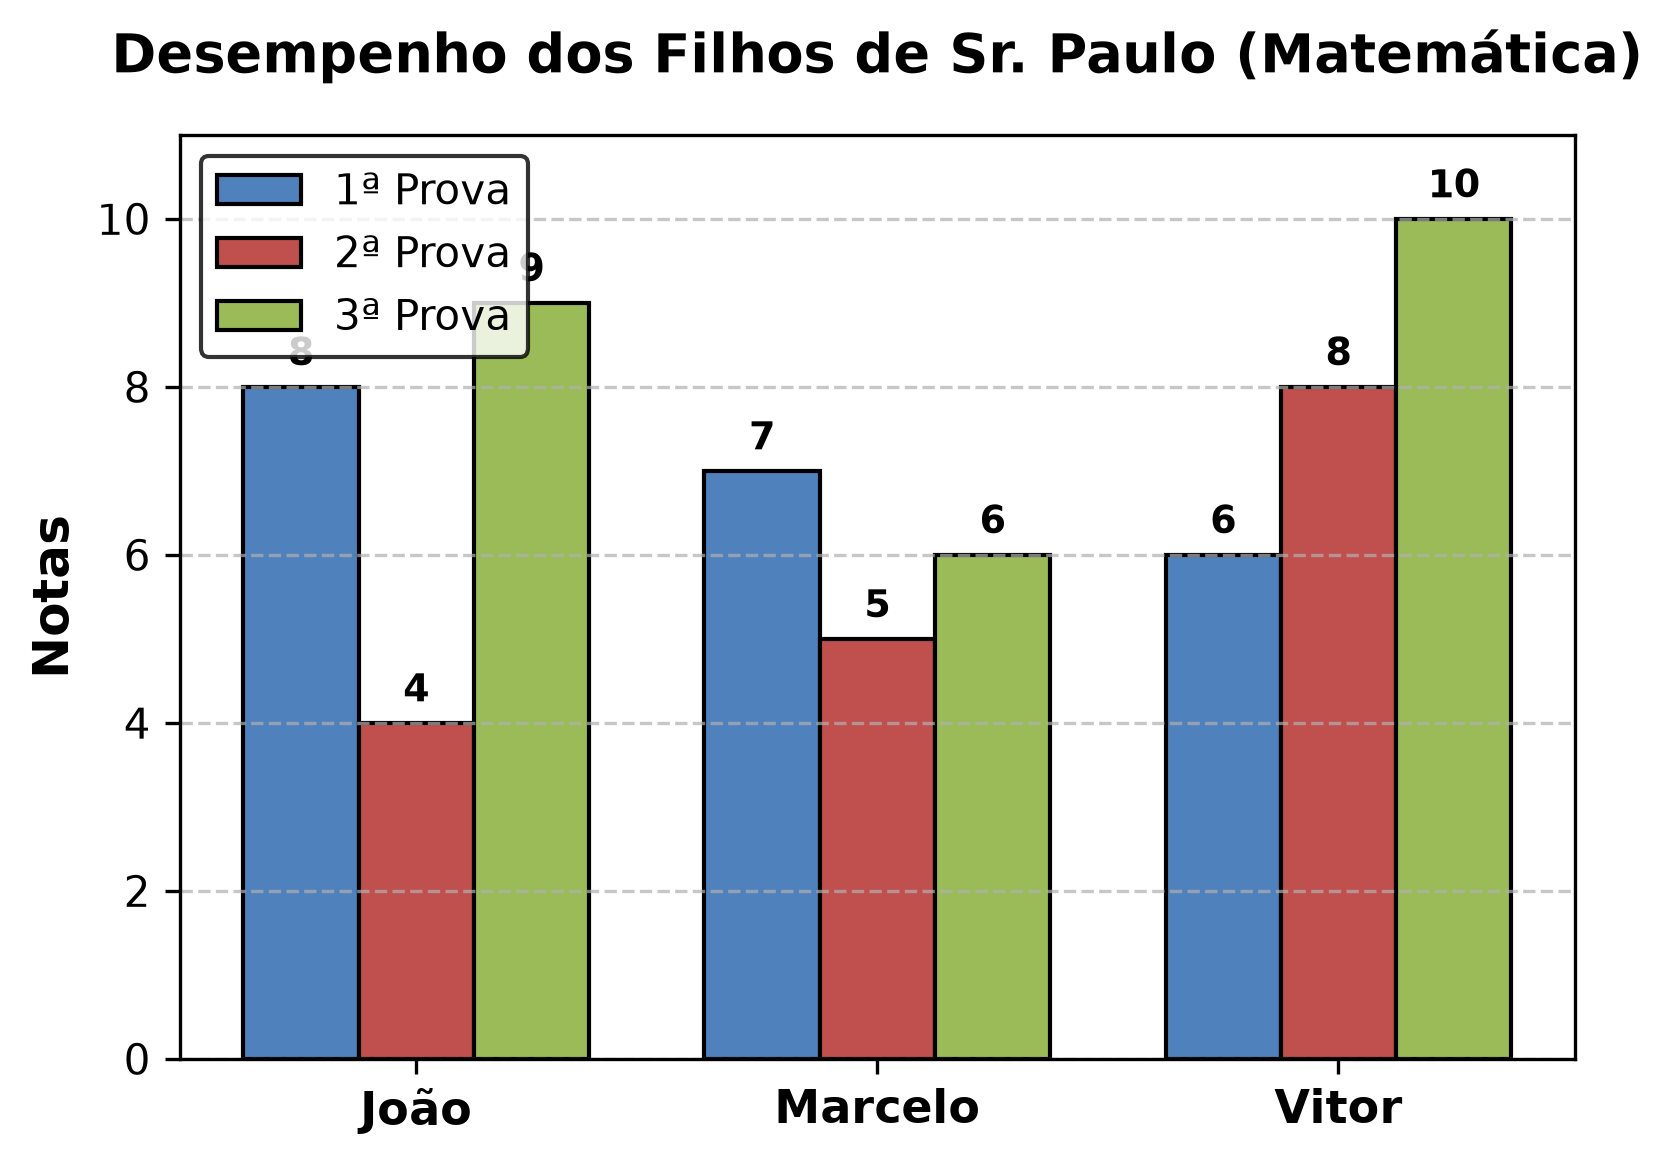 Desempenho dos Filhos de Sr. Paulo (Matemática)
1ª Prova
2ª Prova
3ª Prova
Notas
10
8
6
4
2
0
8
4
9
7
5
6
6
8
10
João
Marcelo
Vitor